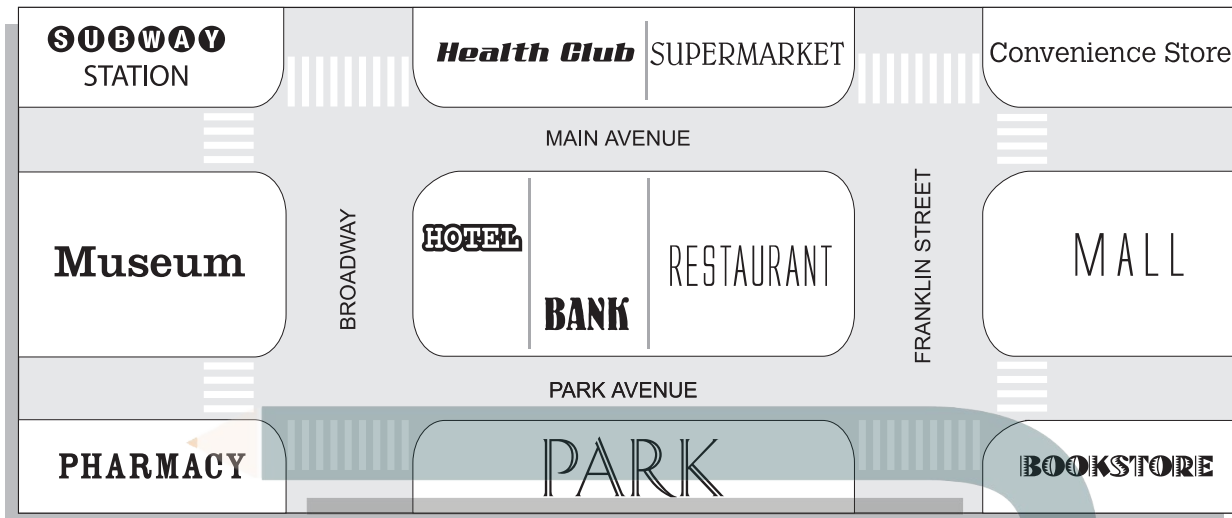 SUBWAY
STATION
Health Club
SUPERMARKET
Convenience Store
MAIN AVENUE
Museum
BROADWAY
HOTEL
BANK
RESTAURANT
FRANKLIN STREET
MALL
PARK AVENUE
PHARMACY
PARK
BOOKSTORE